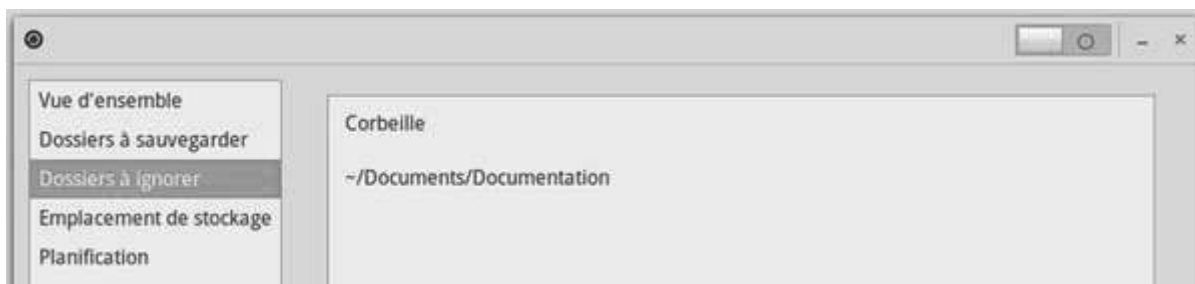 Vue d'ensemble
Dossiers à sauvegarder
Dossiers à ignorer
Emplacement de stockage
Planification
Corbeille
~/Documents/Documentation